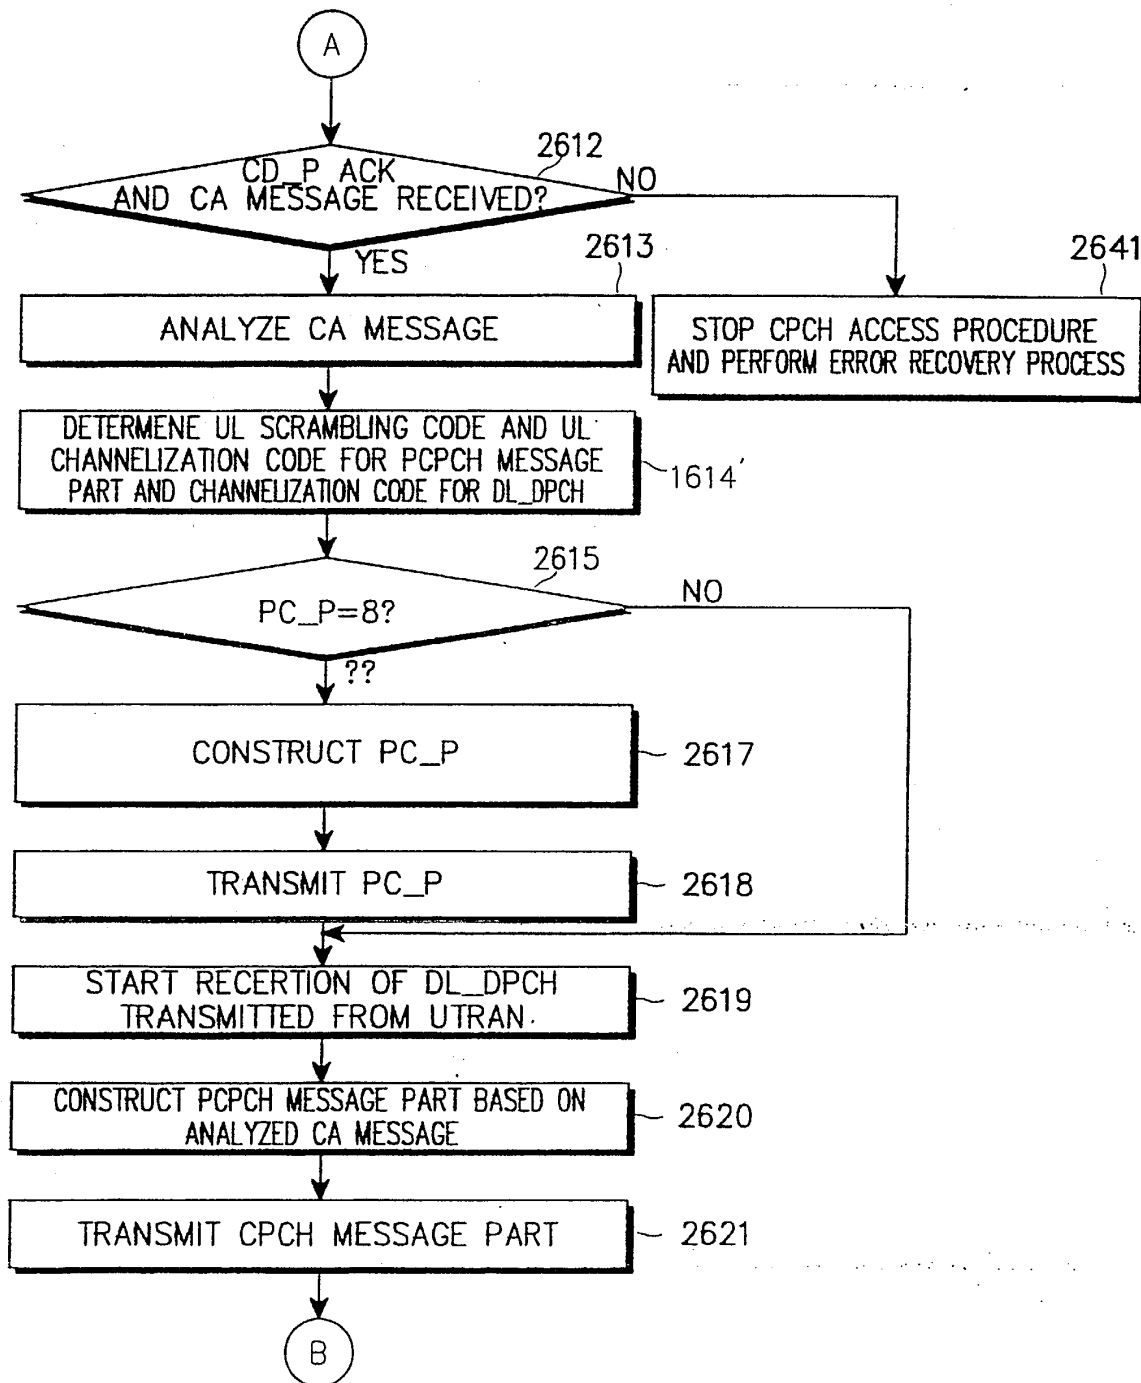 A
2612
CD_P ACK
AND CA MESSAGE RECEIVED?
NO
YES
2613
2641
ANALYZE CA MESSAGE
STOP CPCH ACCESS PROCEDURE
AND PERFORM ERROR RECOVERY PROCESS
DETERMENE UL SCRAMBLING CODE AND UL
CHANNELIZATION CODE FOR PCPCH MESSAGE
PART AND CHANNELIZATION CODE FOR DL_DPCH
1614'
2615
PC_P=8?
NO
??
CONSTRUCT PC_P
2617
TRANSMIT PC_P
2618
START RECERTION OF DL_DPCH
TRANSMITTED FROM UTRAN.
2619
CONSTRUCT PCPCH MESSAGE PART BASED ON
ANALYZED CA MESSAGE
2620
TRANSMIT CPCH MESSAGE PART
2621
B